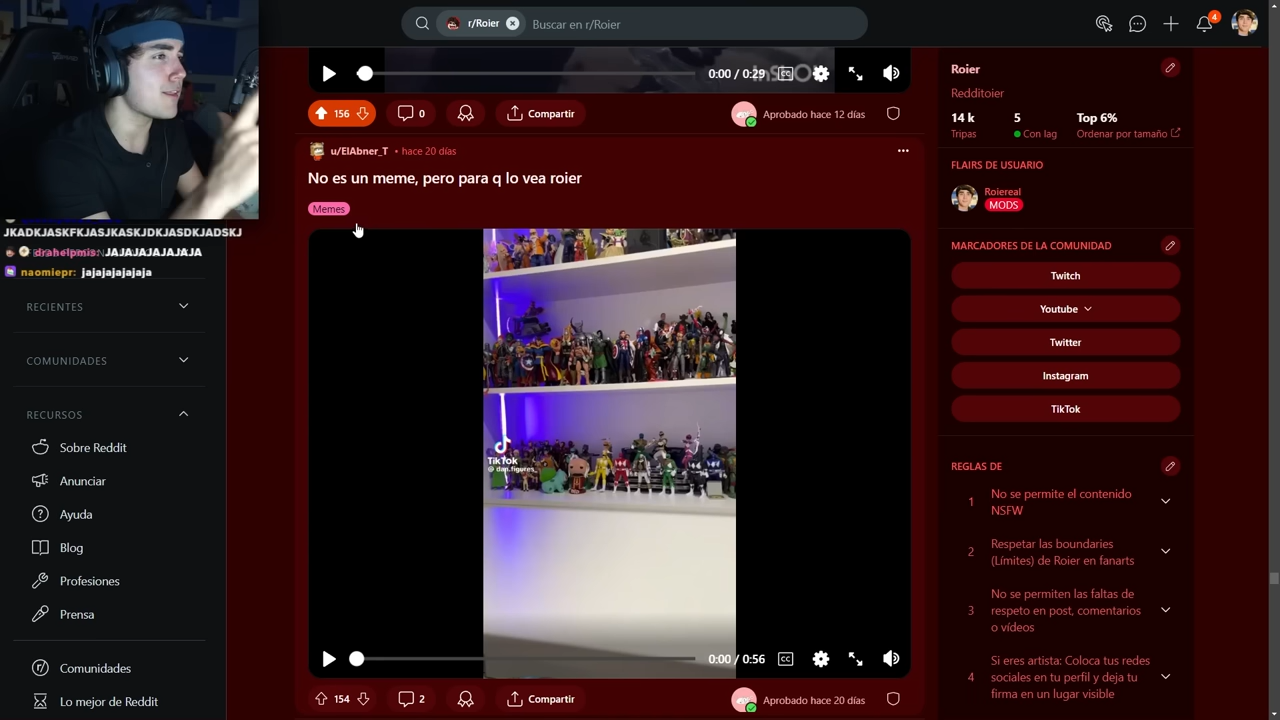 r/Roier
Buscar en r/Roier
4
0:00 / 0:29
156
0
Compartir
Aprobado hace 12 días
u/ElAbner_T • hace 20 días
No es un meme, pero para q lo vea roier
Memes
TikTok
@dan.figures_
0:00 / 0:56
CC
154
2
Compartir
Aprobado hace 20 días
JKADKJASKFKJASJKASKJDKJASDKJADSKJ
drahelpmis: JAJAJAJAJAJA
naomiepr: jajajajajajaja
RECIENTES
COMUNIDADES
RECURSOS
Sobre Reddit
Anunciar
Ayuda
Blog
Profesiones
Prensa
Comunidades
Lo mejor de Reddit
Roier
Redditoier
14 k
5
Top 6%
Tripas
Con lag
Ordenar por tamaño
FLAIRS DE USUARIO
Roiereal
MODS
MARCADORES DE LA COMUNIDAD
Twitch
Youtube
Twitter
Instagram
TikTok
REGLAS DE
1
No se permite el contenido
NSFW
2
Respetar las boundaries
(Límites) de Roier en fanarts
3
No se permiten las faltas de
respeto en post, comentarios
o vídeos
4
Si eres artista: Coloca tus redes
sociales en tu perfil y deja tu
firma en un lugar visible